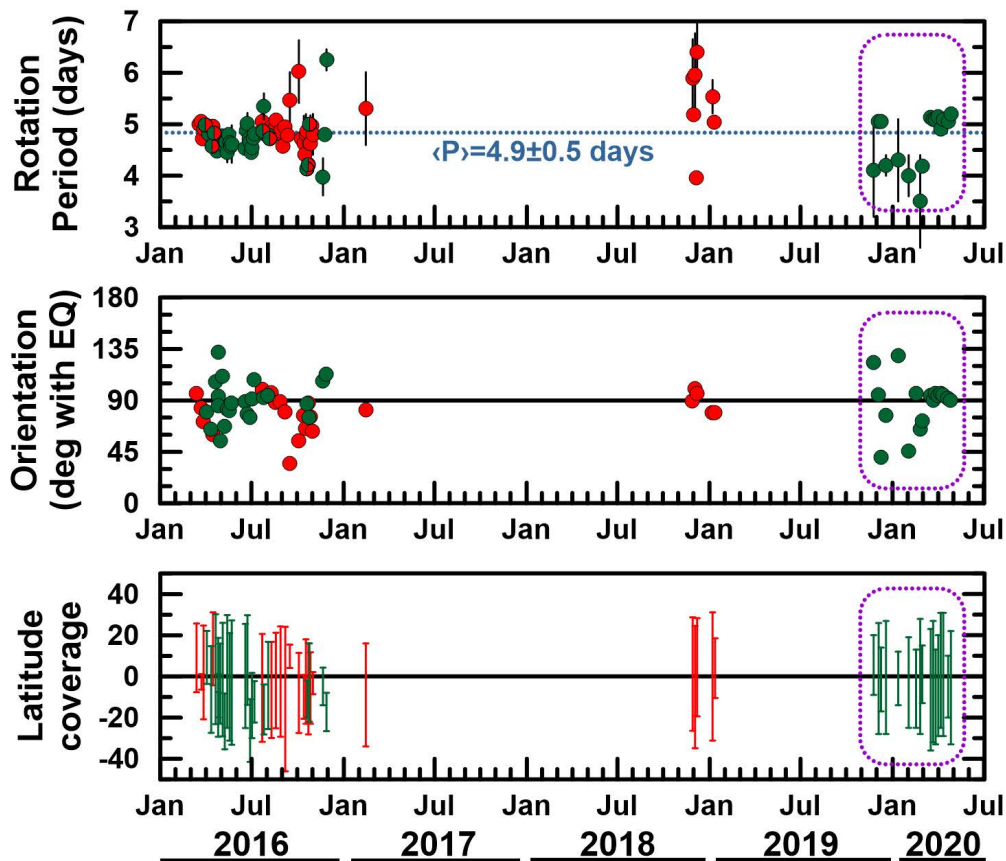 Rotation
Period (days)
7
6
5
4
3
‹P›=4.9±0.5 days
Jan Jul Jan Jul Jan Jul Jan Jul Jan Jul
Orientation
(deg with EQ)
180
135
90
45
0
Jan Jul Jan Jul Jan Jul Jan Jul Jan Jul
Latitude
coverage
40
20
0
-20
-40
Jan Jul Jan Jul Jan Jul Jan Jul Jan Jul
2016 2017 2018 2019 2020